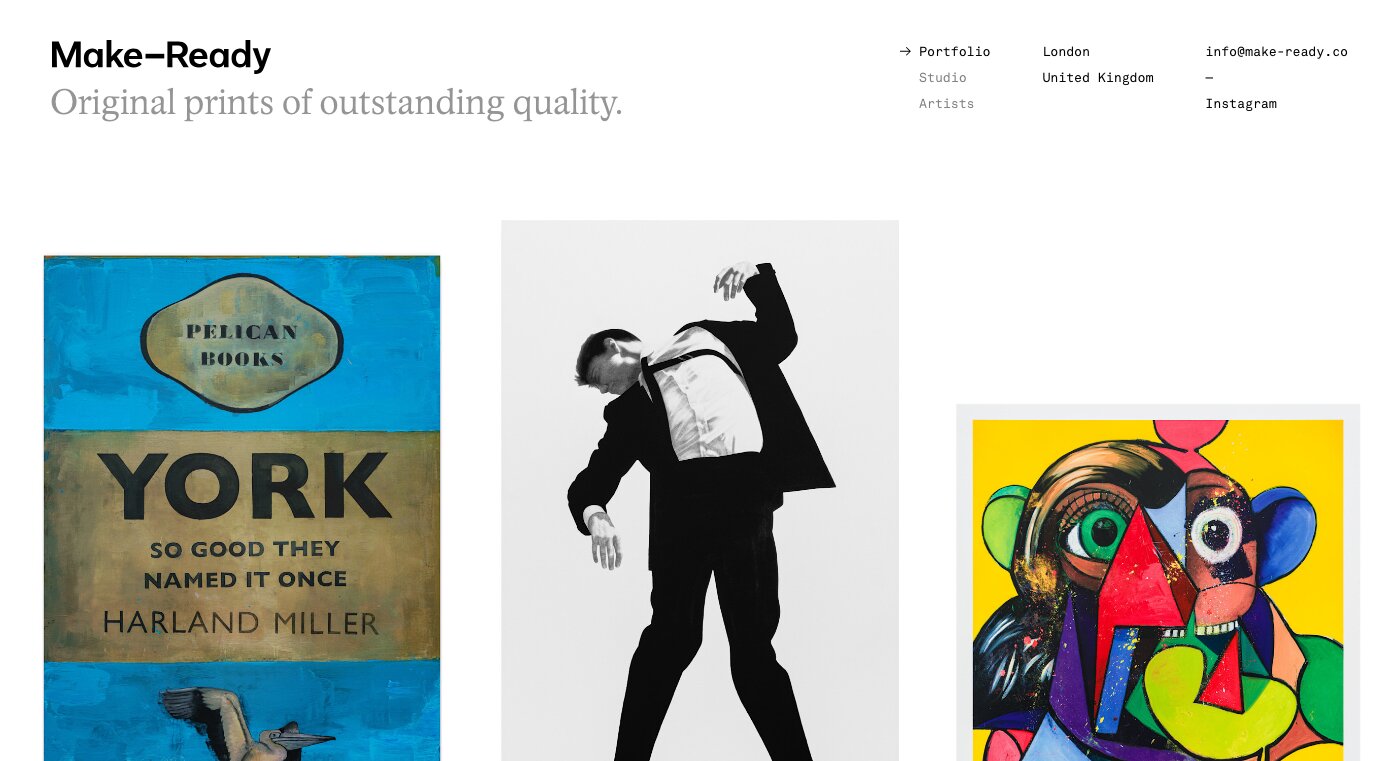 Make–Ready
Original prints of outstanding quality.
→ Portfolio
Studio
Artists
London
United Kingdom
info@make-ready.co
—
Instagram
PELICAN
BOOKS
YORK
SO GOOD THEY
NAMED IT ONCE
HARLAND MILLER